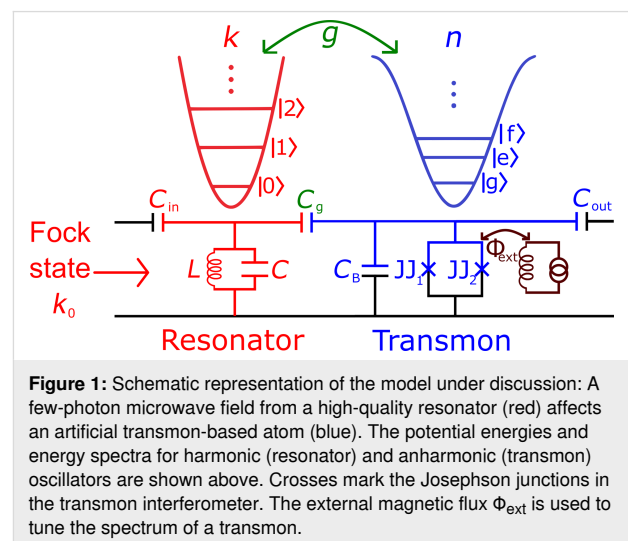 k g n
|2> |1> |0>
|f> |e> |g>
C_in C_g C_out
Fock
state
k_0
L C C_B JJ_1 JJ_2 Φ_ext
Resonator Transmon
Figure 1: Schematic representation of the model under discussion: A
few-photon microwave field from a high-quality resonator (red) affects
an artificial transmon-based atom (blue). The potential energies and
energy spectra for harmonic (resonator) and anharmonic (transmon)
oscillators are shown above. Crosses mark the Josephson junctions in
the transmon interferometer. The external magnetic flux Φ_ext is used to
tune the spectrum of a transmon.